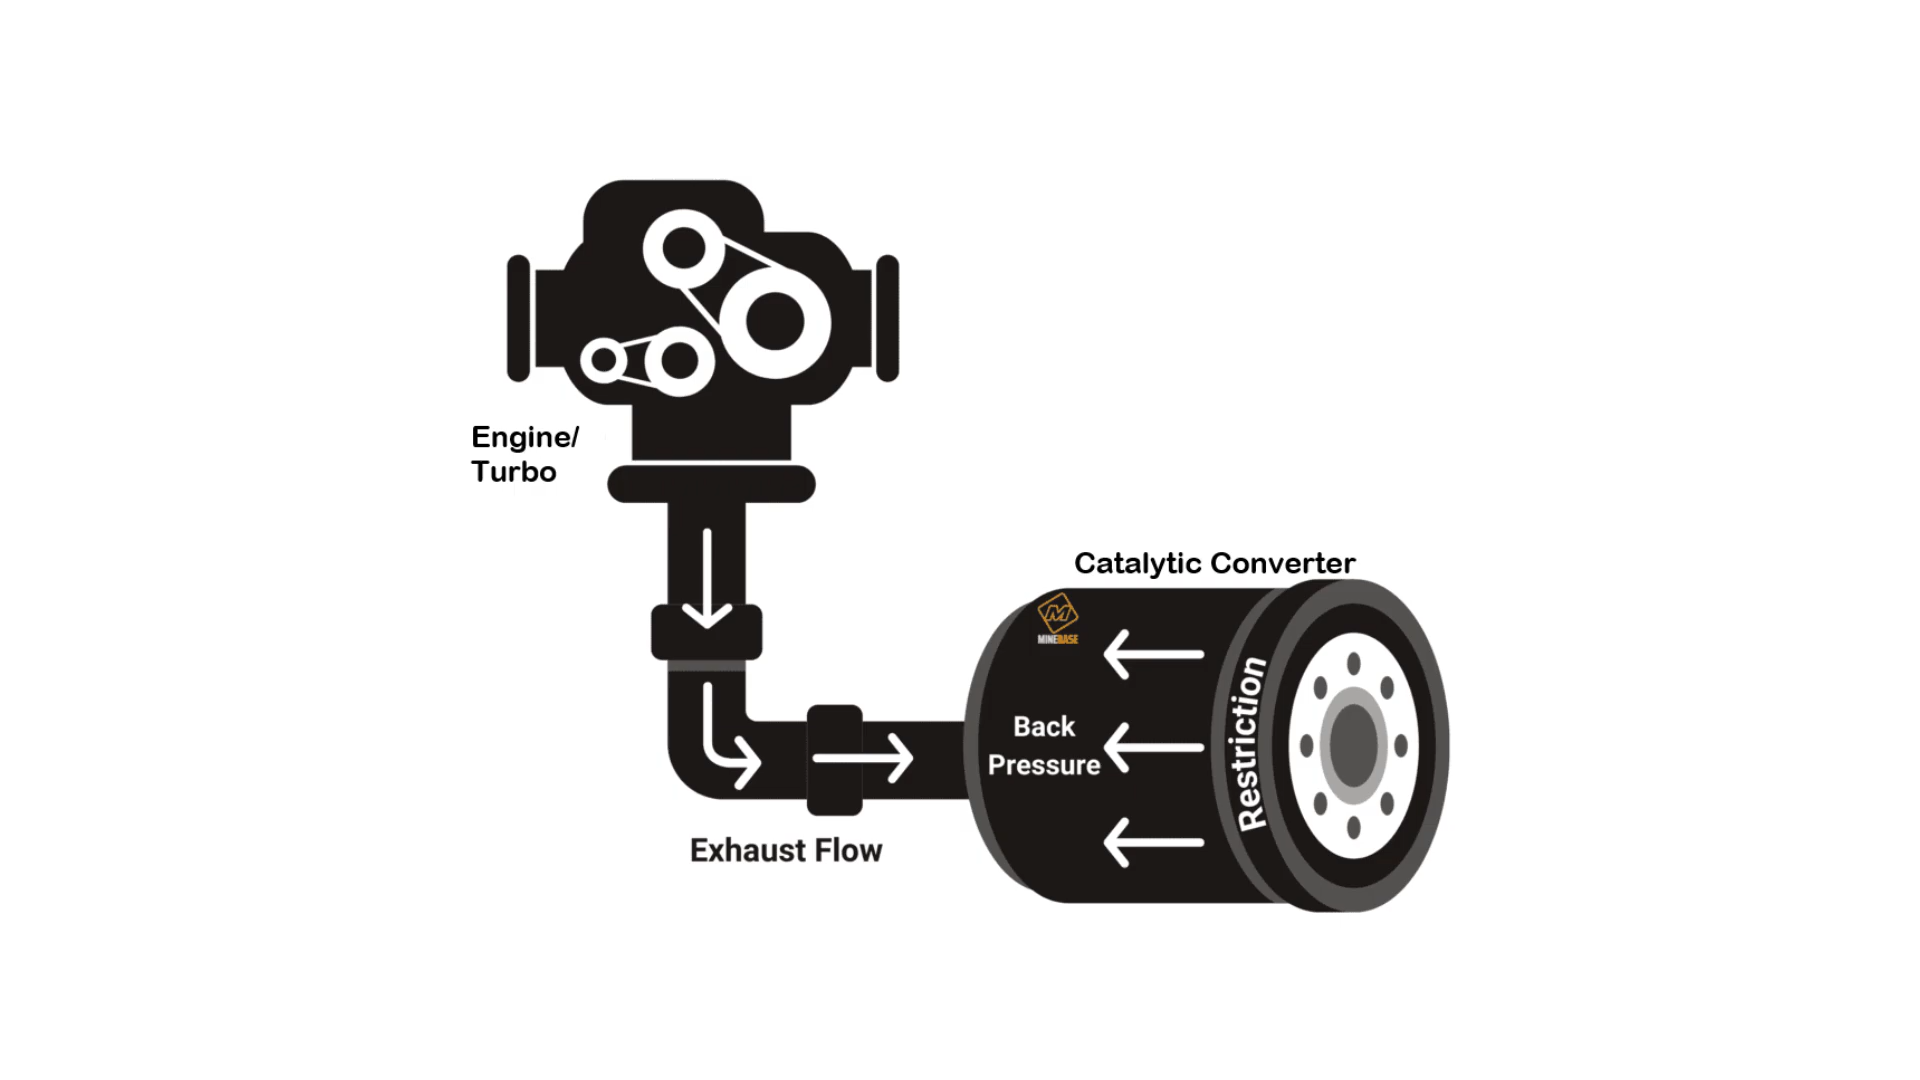 Engine/
Turbo
Catalytic Converter
M
MINEBASE
Back
Pressure
Restriction
Exhaust Flow